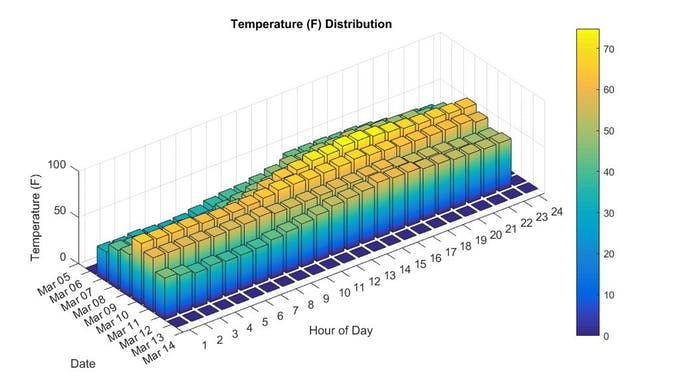 Temperature (F) Distribution
Temperature (F)
100
50
0
Mar 05
Mar 06
Mar 07
Mar 08
Mar 09
Mar 10
Mar 11
Mar 12
Mar 13
Mar 14
Date
1 2 3 4 5 6 7 8 9 10 11 12 13 14 15 16 17 18 19 20 21 22 23 24
Hour of Day
70
60
50
40
30
20
10
0